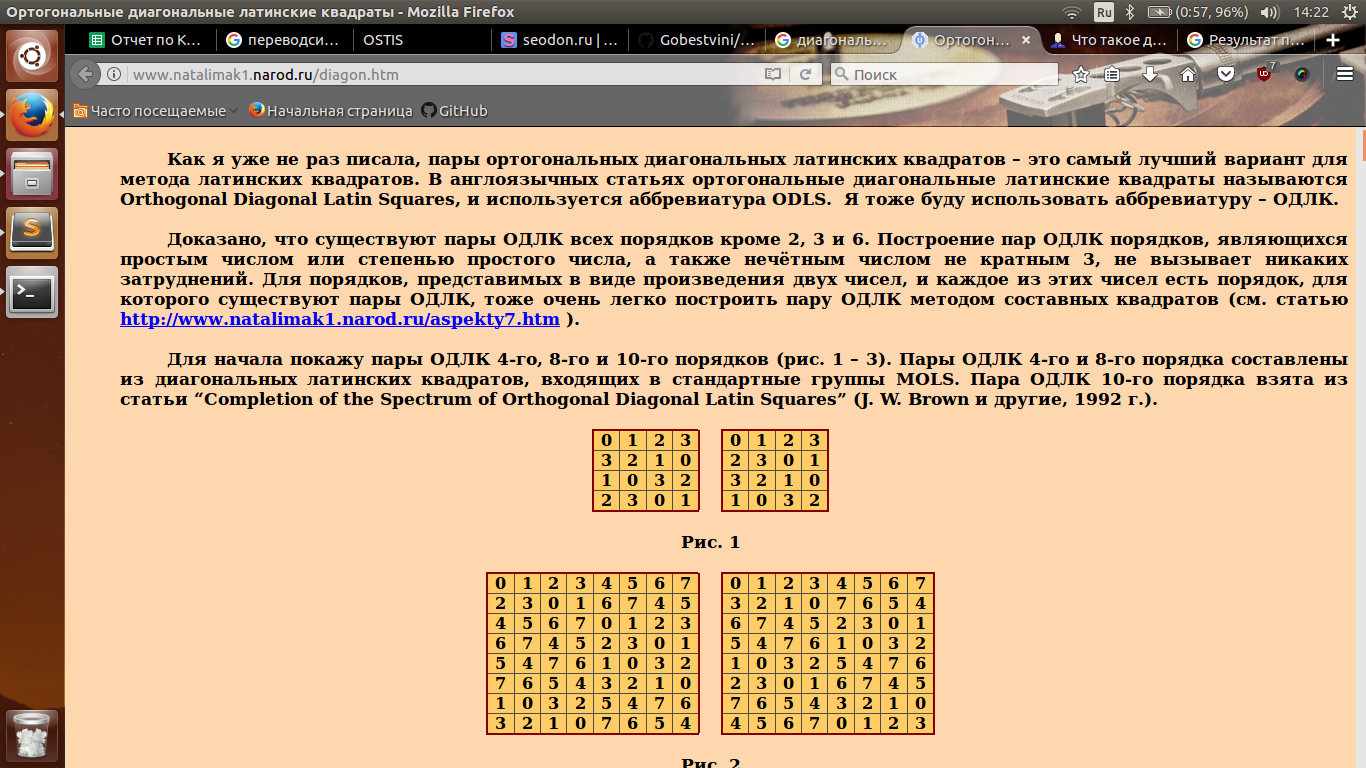 Ортогональные диагональные латинские квадраты - Mozilla Firefox
Ru (0:57, 96%) 14:22
Отчет по К... переводси... OSTIS seodon.ru | ... Gobestvini/... диагональ... Ортогон... × Что такое д... Результат п...
www.natalimak1.narod.ru/diagon.htm
Поиск
7
Часто посещаемые Начальная страница GitHub
Как я уже не раз писала, пары ортогональных диагональных латинских квадратов – это самый лучший вариант для
метода латинских квадратов. В англоязычных статьях ортогональные диагональные латинские квадраты называются
Orthogonal Diagonal Latin Squares, и используется аббревиатура ODLS. Я тоже буду использовать аббревиатуру – ОДЛК.
Доказано, что существуют пары ОДЛК всех порядков кроме 2, 3 и 6. Построение пар ОДЛК порядков, являющихся
простым числом или степенью простого числа, а также нечётным числом не кратным 3, не вызывает никаких
затруднений. Для порядков, представимых в виде произведения двух чисел, и каждое из этих чисел есть порядок, для
которого существуют пары ОДЛК, тоже очень легко построить пару ОДЛК методом составных квадратов (см. статью
http://www.natalimak1.narod.ru/aspekty7.htm ).
Для начала покажу пары ОДЛК 4-го, 8-го и 10-го порядков (рис. 1 – 3). Пары ОДЛК 4-го и 8-го порядка составлены
из диагональных латинских квадратов, входящих в стандартные группы MOLS. Пара ОДЛК 10-го порядка взята из
статьи “Completion of the Spectrum of Orthogonal Diagonal Latin Squares” (J. W. Brown и другие, 1992 г.).
0 1 2 3 0 1 2 3
3 2 1 0 2 3 0 1
1 0 3 2 3 2 1 0
2 3 0 1 1 0 3 2
Рис. 1
0 1 2 3 4 5 6 7 0 1 2 3 4 5 6 7
2 3 0 1 6 7 4 5 3 2 1 0 7 6 5 4
4 5 6 7 0 1 2 3 6 7 4 5 2 3 0 1
6 7 4 5 2 3 0 1 5 4 7 6 1 0 3 2
5 4 7 6 1 0 3 2 1 0 3 2 5 4 7 6
7 6 5 4 3 2 1 0 2 3 0 1 6 7 4 5
1 0 3 2 5 4 7 6 7 6 5 4 3 2 1 0
3 2 1 0 7 6 5 4 4 5 6 7 0 1 2 3
Рис. 2